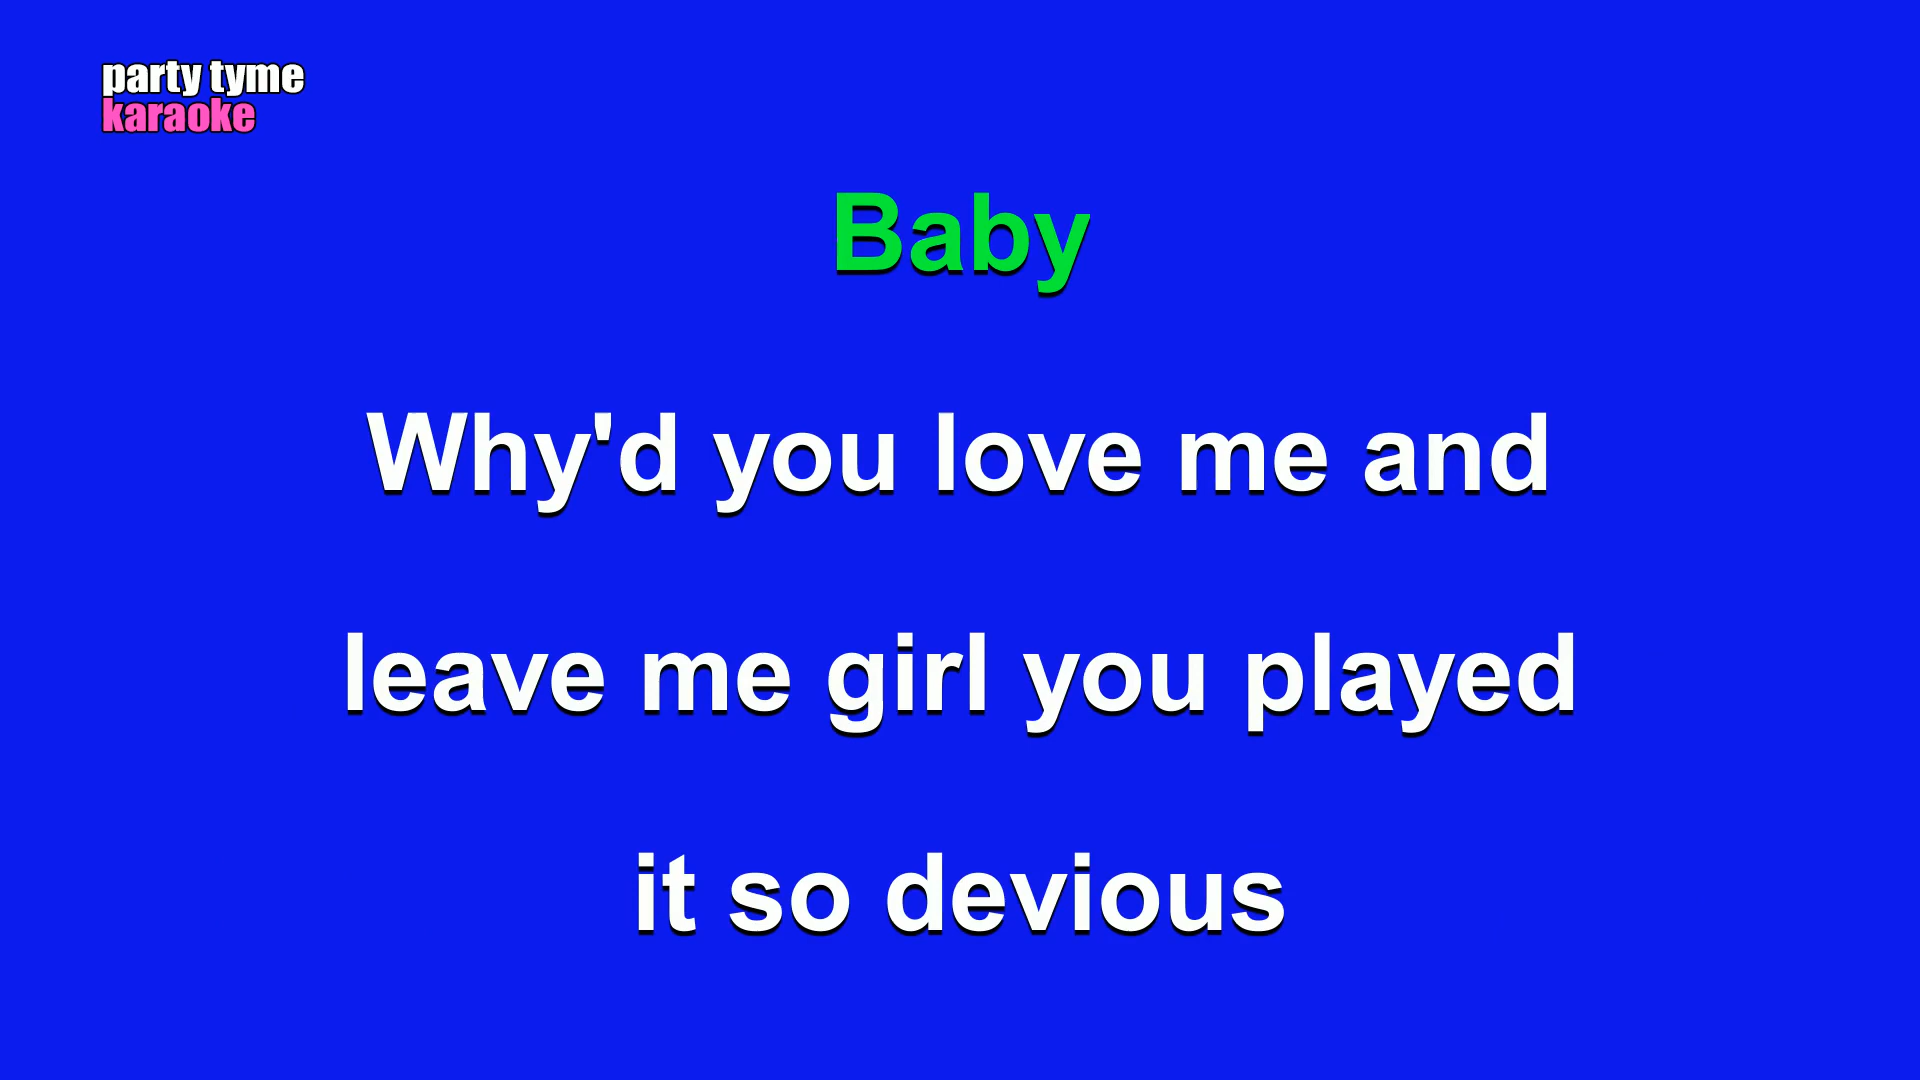 party tyme
karaoke
Baby
Why'd you love me and
leave me girl you played
it so devious